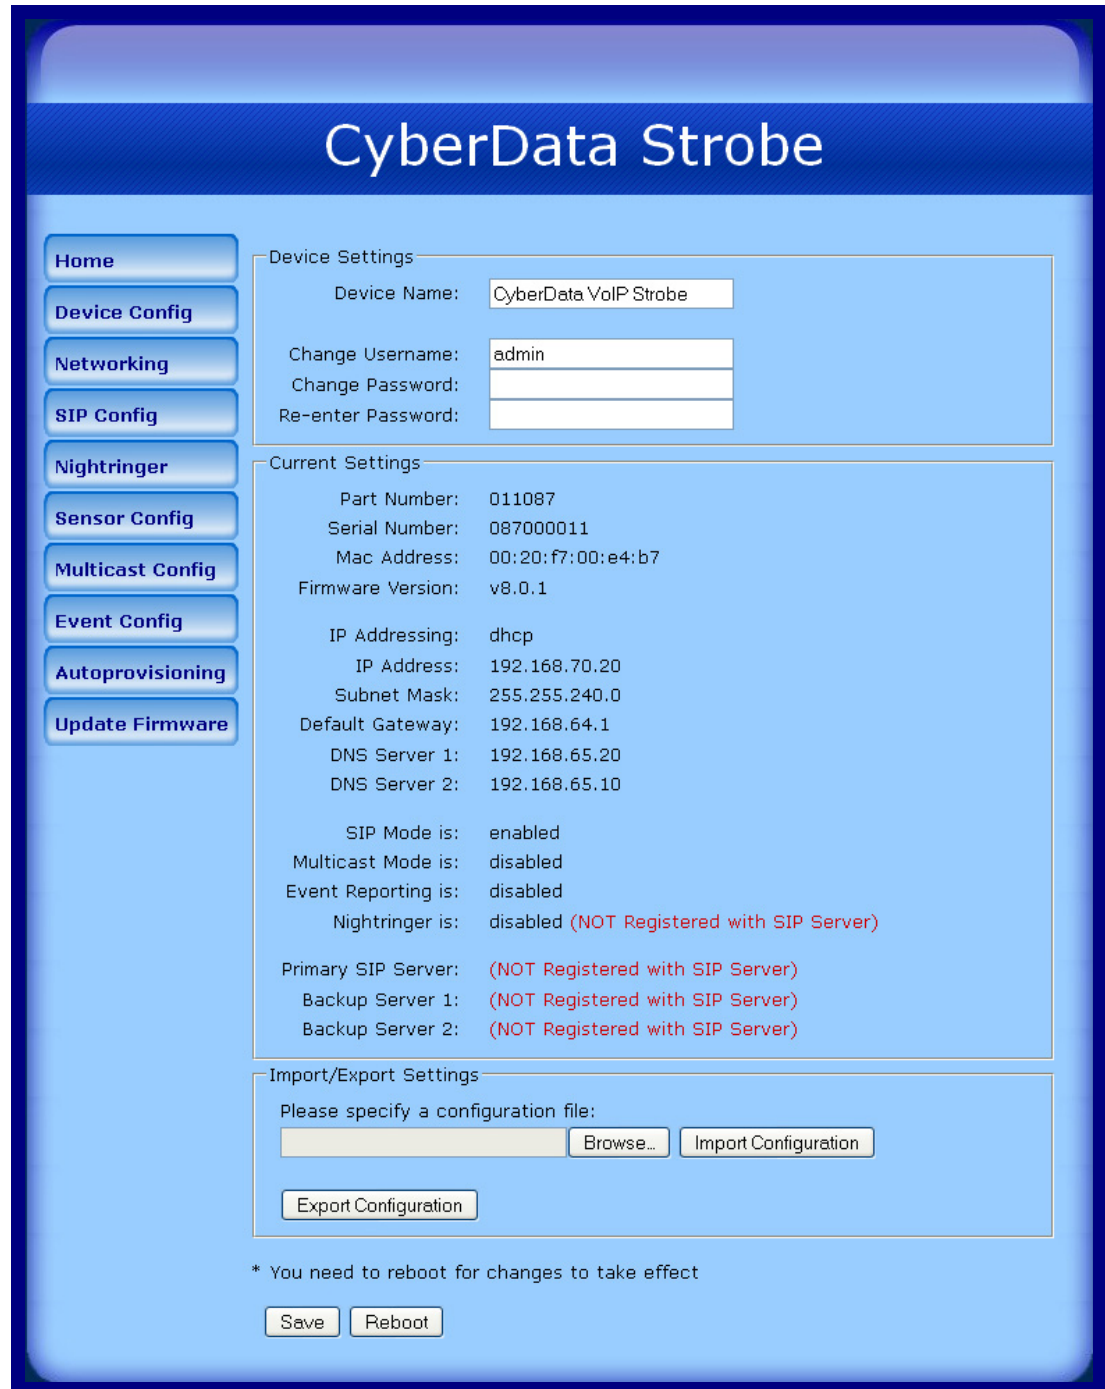 CyberData Strobe
Home
Device Config
Networking
SIP Config
Nightringer
Sensor Config
Multicast Config
Event Config
Autoprovisioning
Update Firmware
Device Settings
Device Name: CyberData VoIP Strobe
Change Username: admin
Change Password:
Re-enter Password:
Current Settings
Part Number: 011087
Serial Number: 087000011
Mac Address: 00:20:f7:00:e4:b7
Firmware Version: v8.0.1
IP Addressing: dhcp
IP Address: 192.168.70.20
Subnet Mask: 255.255.240.0
Default Gateway: 192.168.64.1
DNS Server 1: 192.168.65.20
DNS Server 2: 192.168.65.10
SIP Mode is: enabled
Multicast Mode is: disabled
Event Reporting is: disabled
Nightringer is: disabled (NOT Registered with SIP Server)
Primary SIP Server: (NOT Registered with SIP Server)
Backup Server 1: (NOT Registered with SIP Server)
Backup Server 2: (NOT Registered with SIP Server)
Import/Export Settings
Please specify a configuration file:
Browse... Import Configuration
Export Configuration
* You need to reboot for changes to take effect
Save Reboot